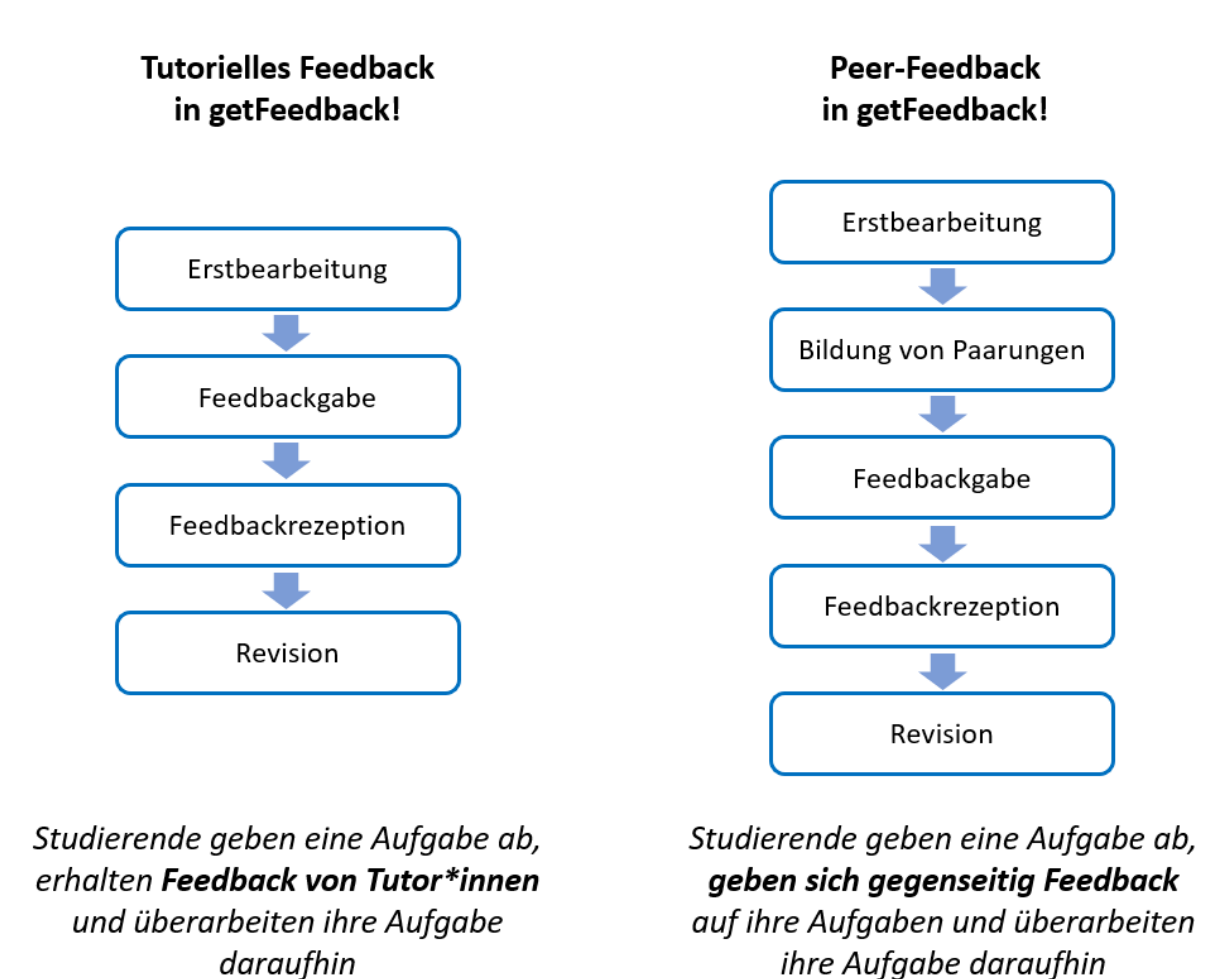 Tutorielles Feedback
in getFeedback!
Erstbearbeitung
Feedbackgabe
Feedbackrezeption
Revision
Studierende geben eine Aufgabe ab,
erhalten Feedback von Tutor*innen
und überarbeiten ihre Aufgabe
daraufhin
Peer-Feedback
in getFeedback!
Erstbearbeitung
Bildung von Paarungen
Feedbackgabe
Feedbackrezeption
Revision
Studierende geben eine Aufgabe ab,
geben sich gegenseitig Feedback
auf ihre Aufgaben und überarbeiten
ihre Aufgabe daraufhin